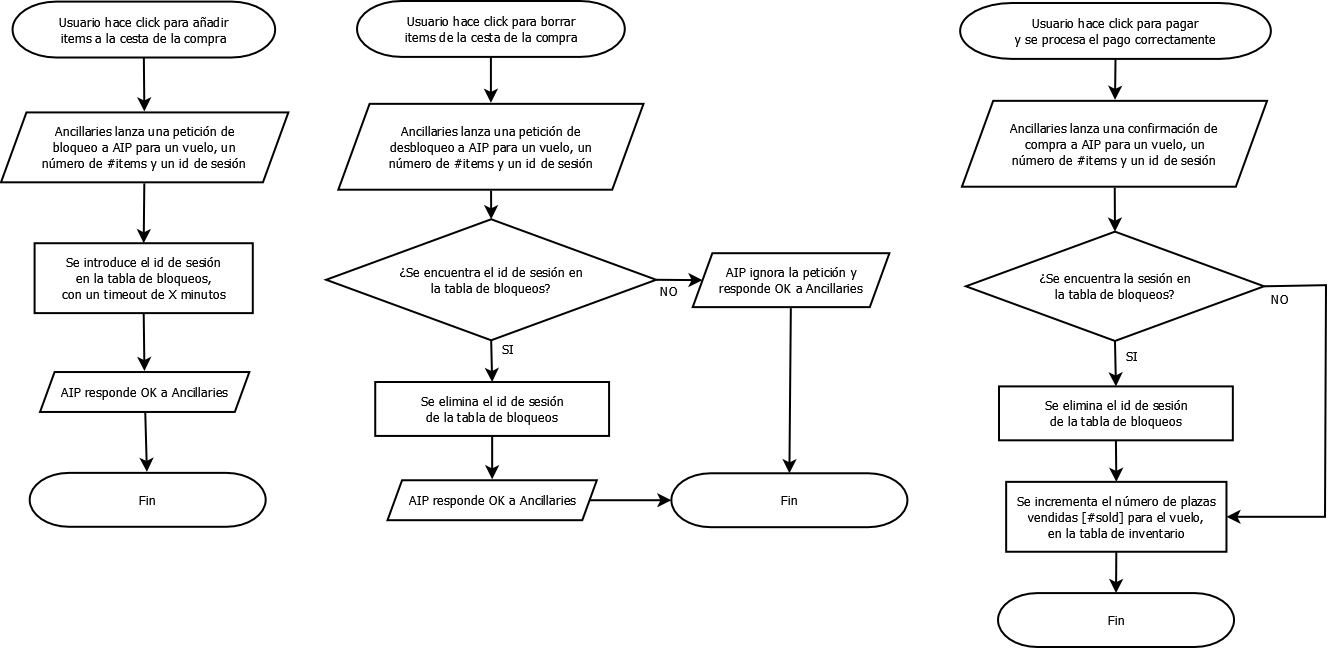 Usuario hace click para añadir
items a la cesta de la compra
Ancillaries lanza una petición de
bloqueo a AIP para un vuelo, un
número de #items y un id de sesión
Se introduce el id de sesión
en la tabla de bloqueos,
con un timeout de X minutos
AIP responde OK a Ancillaries
Fin
Usuario hace click para borrar
items de la cesta de la compra
Ancillaries lanza una petición de
desbloqueo a AIP para un vuelo, un
número de #items y un id de sesión
¿Se encuentra el id de sesión en
la tabla de bloqueos?
NO
AIP ignora la petición y
responde OK a Ancillaries
SI
Se elimina el id de sesión
de la tabla de bloqueos
AIP responde OK a Ancillaries
Fin
Usuario hace click para pagar
y se procesa el pago correctamente
Ancillaries lanza una confirmación de
compra a AIP para un vuelo, un
número de #items y un id de sesión
¿Se encuentra la sesión en
la tabla de bloqueos?
NO
SI
Se elimina el id de sesión
de la tabla de bloqueos
Se incrementa el número de plazas
vendidas [#sold] para el vuelo,
en la tabla de inventario
Fin